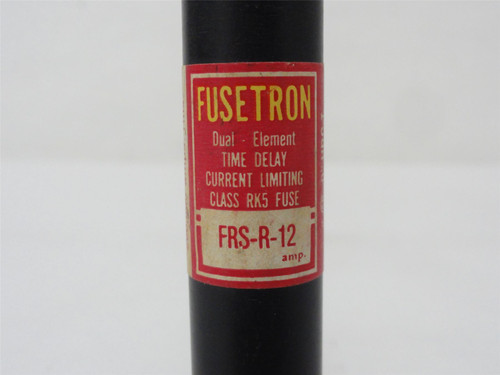 FUSETRON
Dual - Element
TIME DELAY
CURRENT LIMITING
CLASS RK5 FUSE
FRS-R-12
amp.